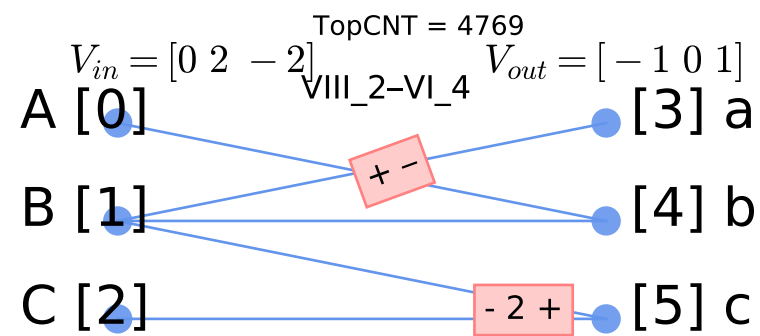 TopCNT = 4769
V_in = [0 2 − 2] V_out = [− 1 0 1]
VIII_2–VI_4
A [0] [3] a
+ −
B [1] [4] b
C [2] - 2 + [5] c